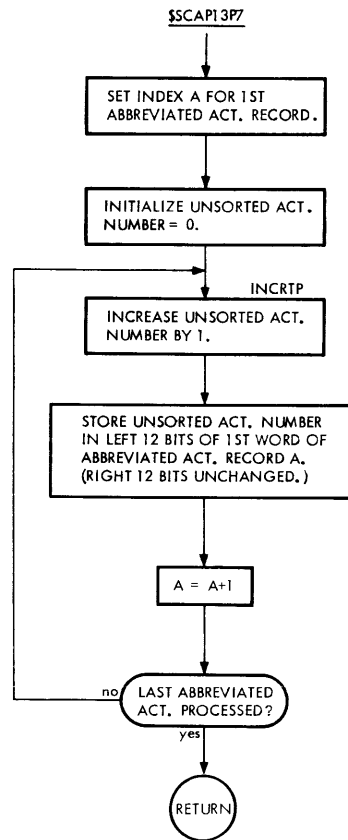 $SCAP13P7
SET INDEX A FOR 1ST
ABBREVIATED ACT. RECORD.
INITIALIZE UNSORTED ACT.
NUMBER = 0.
INCRTP
INCREASE UNSORTED ACT.
NUMBER BY 1.
STORE UNSORTED ACT. NUMBER
IN LEFT 12 BITS OF 1ST WORD OF
ABBREVIATED ACT. RECORD A.
(RIGHT 12 BITS UNCHANGED.)
A = A+1
no
LAST ABBREVIATED
ACT. PROCESSED?
yes
RETURN